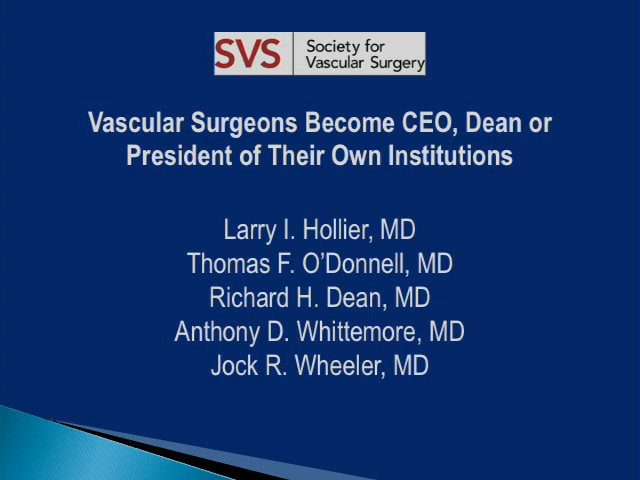 SVS Society for
Vascular Surgery
Vascular Surgeons Become CEO, Dean or
President of Their Own Institutions
Larry I. Hollier, MD
Thomas F. O'Donnell, MD
Richard H. Dean, MD
Anthony D. Whittemore, MD
Jock R. Wheeler, MD